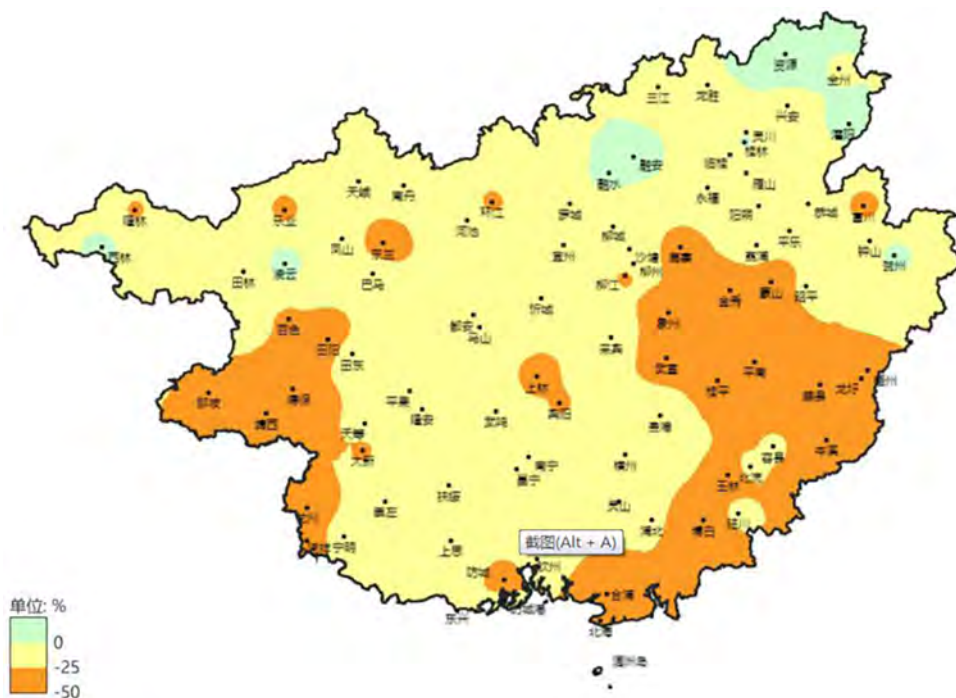 资源
全州
三江
龙胜
兴安
灌阳
灵川
桂林
临桂
融安
融水
雁山
永福
阳朔
恭城
富川
天峨
南丹
环江
罗城
隆林
乐业
河池
柳城
凤山
宜州
沙塘
鹿寨
荔浦
平乐
钟山
西林
凌云
柳州
贺州
田林
巴马
柳江
金秀
蒙山
昭平
忻城
百色
都安
马山
象州
田阳
来宾
田东
武宣
平南
上林
桂平
龙圩
梧州
那坡
德保
平果
宾阳
藤县
靖西
隆安
武鸣
贵港
天等
岑溪
容县
大新
南宁
横州
北流
邕宁
玉林
扶绥
崇左
灵山
浦北
博白
陆川
宁明
上思
截图(Alt + A)
钦州
防城
合浦
单位: %
东兴
防城港
北海
0
涠洲岛
-25
-50